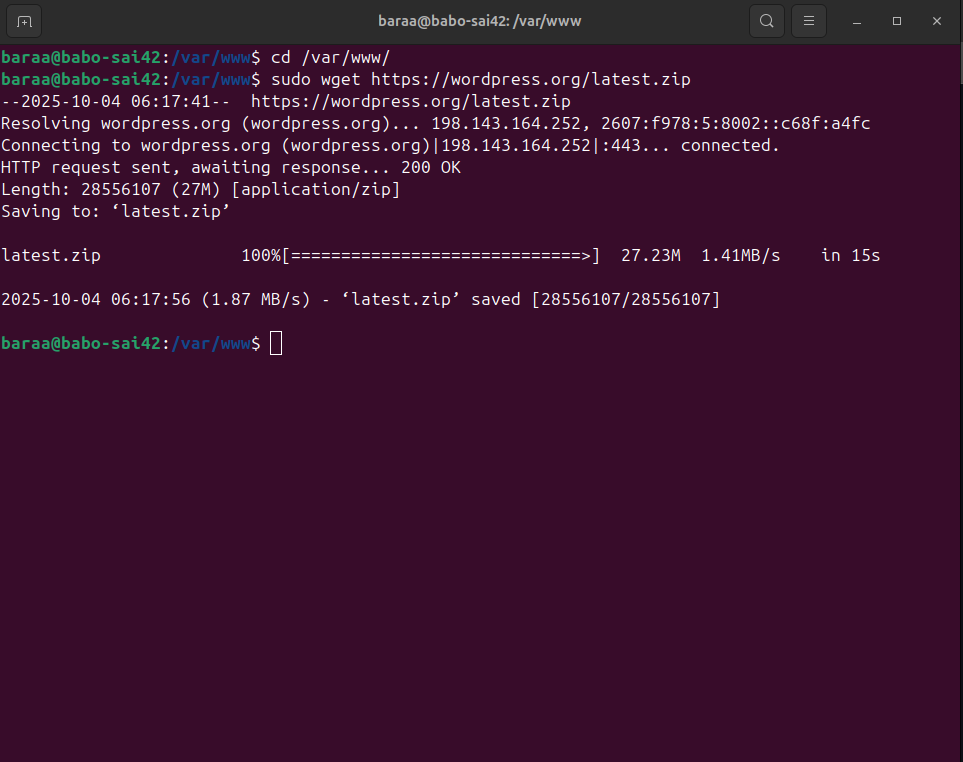 baraa@babo-sai42: /var/www
baraa@babo-sai42:/var/www$ cd /var/www/
baraa@babo-sai42:/var/www$ sudo wget https://wordpress.org/latest.zip
--2025-10-04 06:17:41--  https://wordpress.org/latest.zip
Resolving wordpress.org (wordpress.org)... 198.143.164.252, 2607:f978:5:8002::c68f:a4fc
Connecting to wordpress.org (wordpress.org)|198.143.164.252|:443... connected.
HTTP request sent, awaiting response... 200 OK
Length: 28556107 (27M) [application/zip]
Saving to: ‘latest.zip’
latest.zip              100%[=============================>]  27.23M  1.41MB/s    in 15s
2025-10-04 06:17:56 (1.87 MB/s) - ‘latest.zip’ saved [28556107/28556107]
baraa@babo-sai42:/var/www$